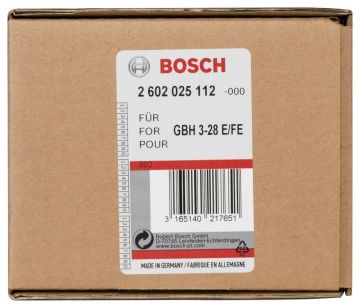 BOSCH
2 602 025 112 -000
FÜR
FOR GBH 3-28 E/FE
POUR
302
3 165140 217651
Robert Bosch GmbH
D-70745 Leinfelden-Echterdingen
www.bosch-pt.com
MADE IN GERMANY / FABRIQUÉ EN ALLEMAGNE